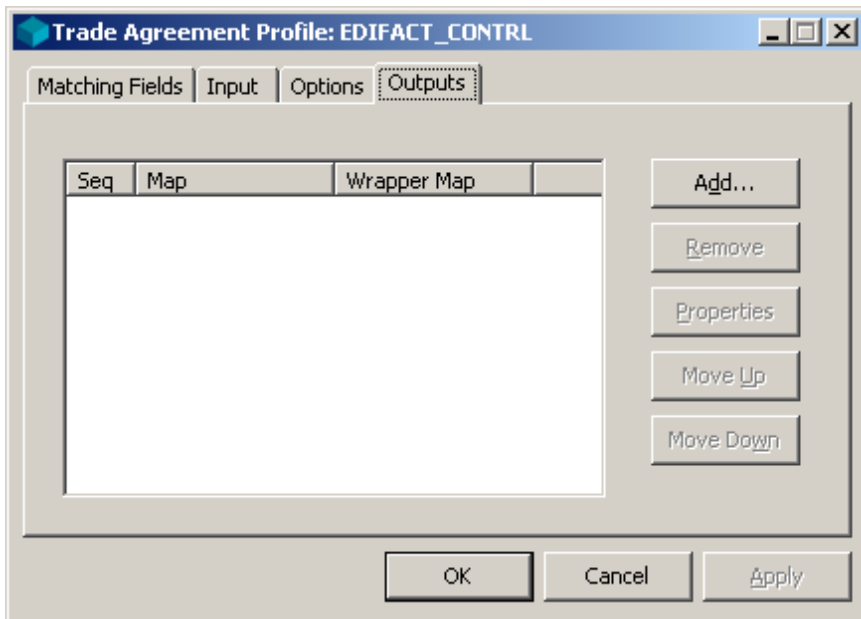 Trade Agreement Profile: EDIFACT_CONTRL
Matching Fields Input Options Outputs
Seq Map Wrapper Map
Add...
Remove
Properties
Move Up
Move Down
OK Cancel Apply